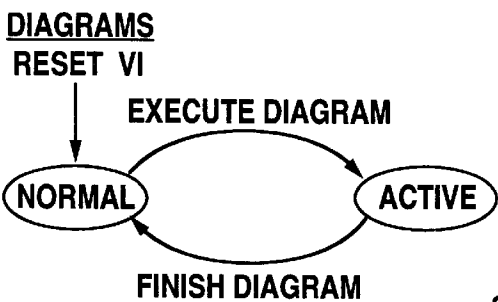 DIAGRAMS
RESET VI
EXECUTE DIAGRAM
NORMAL
ACTIVE
FINISH DIAGRAM